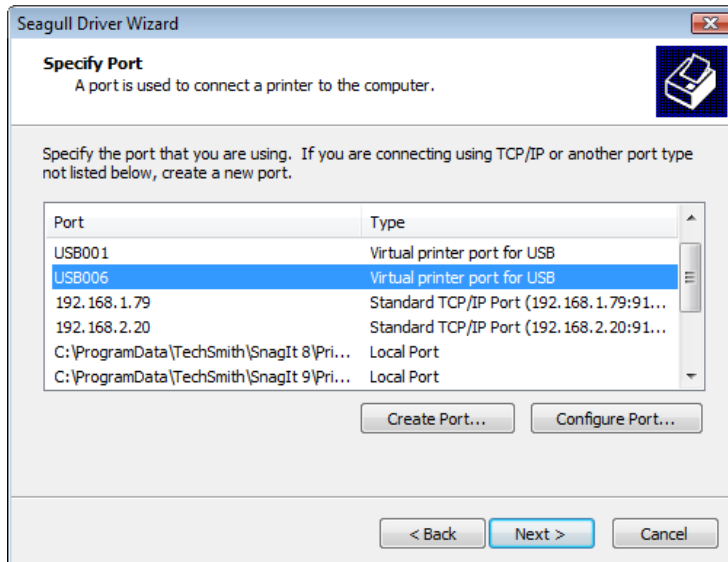 Seagull Driver Wizard
Specify Port
A port is used to connect a printer to the computer.
Specify the port that you are using. If you are connecting using TCP/IP or another port type
not listed below, create a new port.
Port Type
USB001 Virtual printer port for USB
USB006 Virtual printer port for USB
192.168.1.79 Standard TCP/IP Port (192.168.1.79:91...
192.168.2.20 Standard TCP/IP Port (192.168.2.20:91...
C:\ProgramData\TechSmith\SnagIt 8\Pri... Local Port
C:\ProgramData\TechSmith\SnagIt 9\Pri... Local Port
Create Port... Configure Port...
< Back Next > Cancel